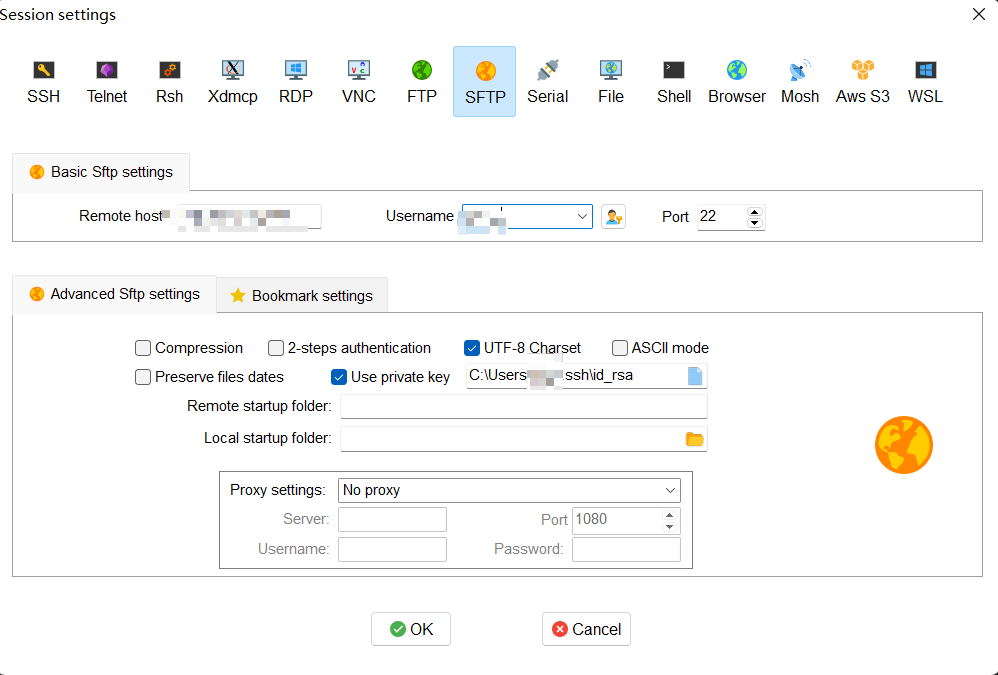 Session settings
SSH Telnet Rsh Xdmcp RDP VNC FTP SFTP Serial File Shell Browser Mosh Aws S3 WSL
Basic Sftp settings
Remote host Username Port 22
Advanced Sftp settings Bookmark settings
Compression 2-steps authentication UTF-8 Charset ASCII mode
Preserve files dates Use private key C:\Users .ssh\id_rsa
Remote startup folder:
Local startup folder:
Proxy settings: No proxy
Server: Port 1080
Username: Password:
OK Cancel